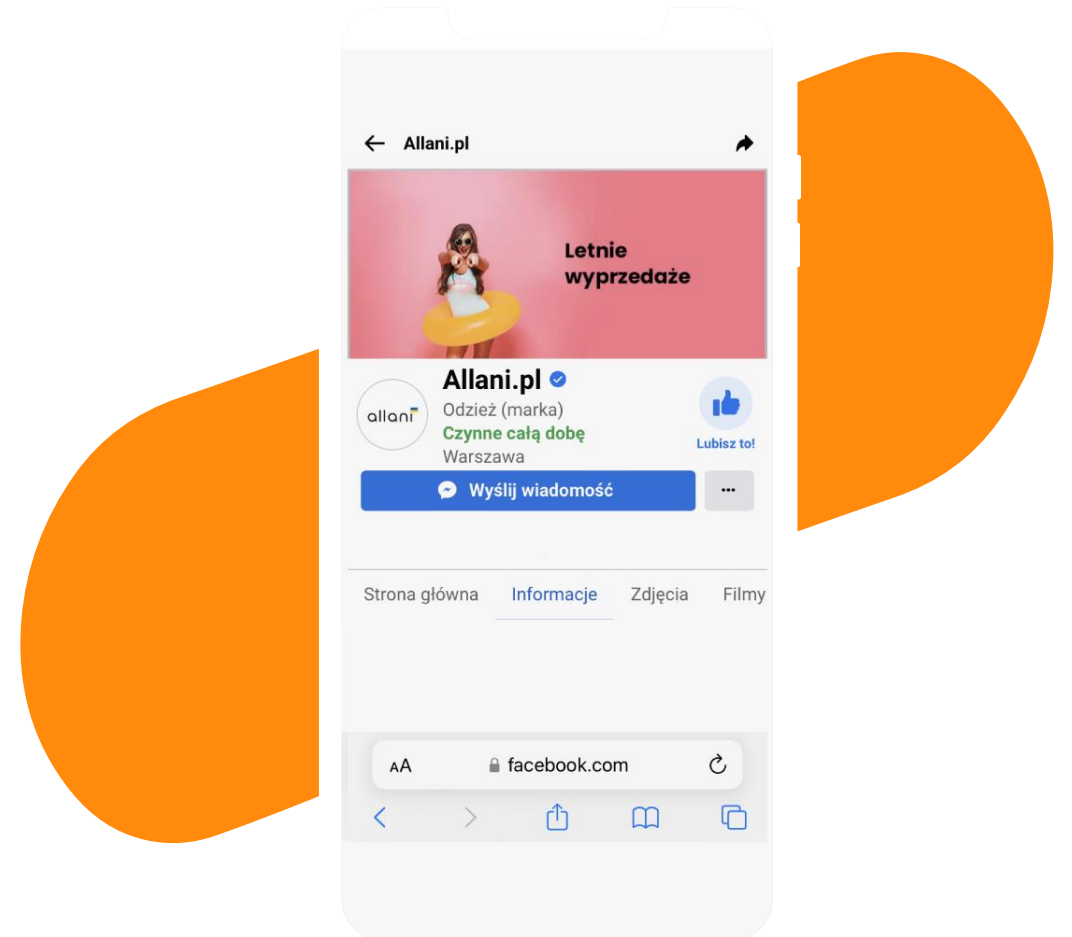 Allani.pl
Letnie
wyprzedaże
Allani.pl
allani
Odzież (marka)
Czynne całą dobę
Warszawa
Lubisz to!
Wyślij wiadomość
Strona główna Informacje Zdjęcia Filmy
AA facebook.com